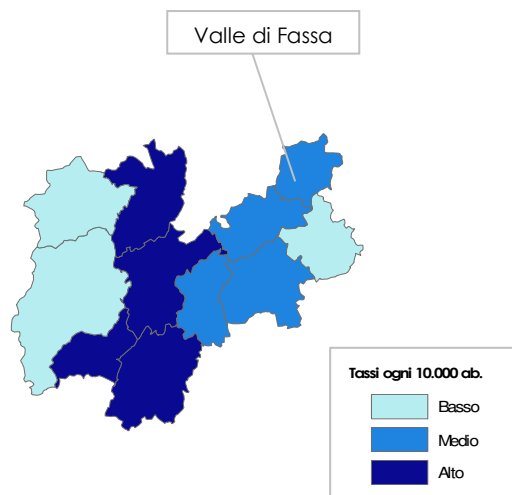 Valle di Fassa
Tassi ogni 10.000 ab.
Basso
Medio
Alto